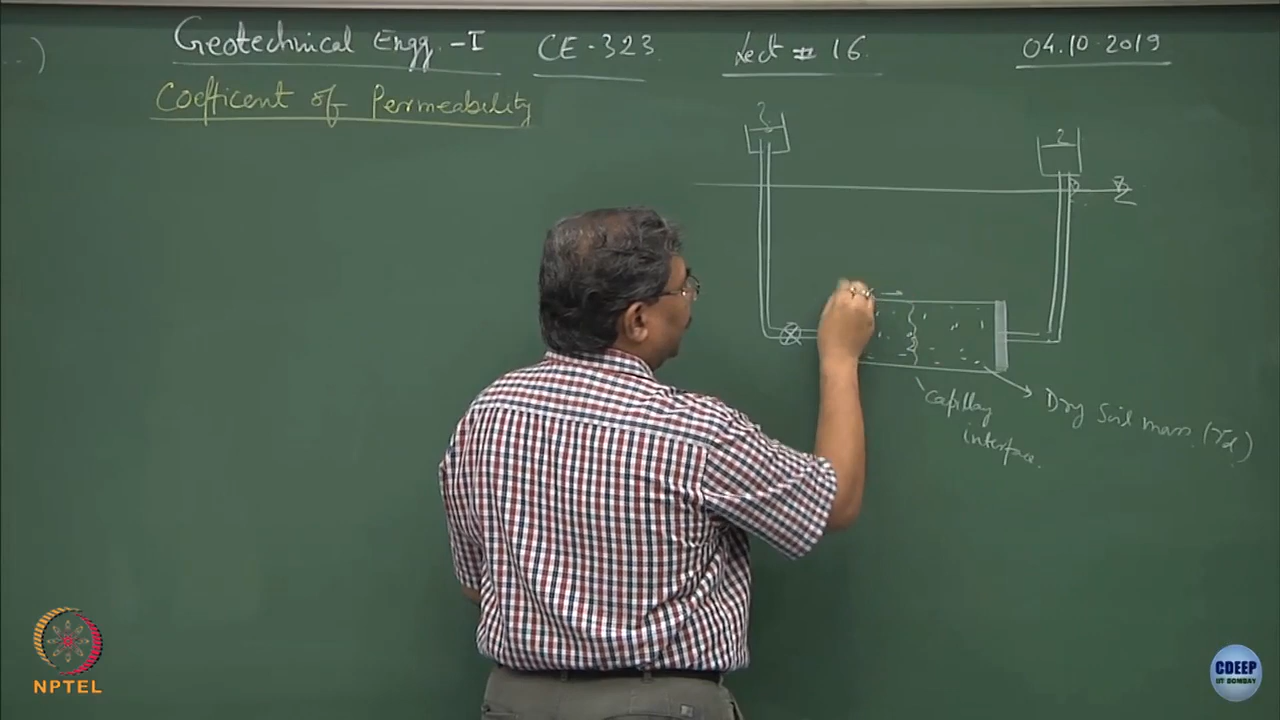 Geotechnical Engg. -I CE-323 Lect # 16 04.10.2019
Coefficent of Permeability
Capillay
interface.
Dry Soil mass (γd)
NPTEL
CDEEP
IIT BOMBAY